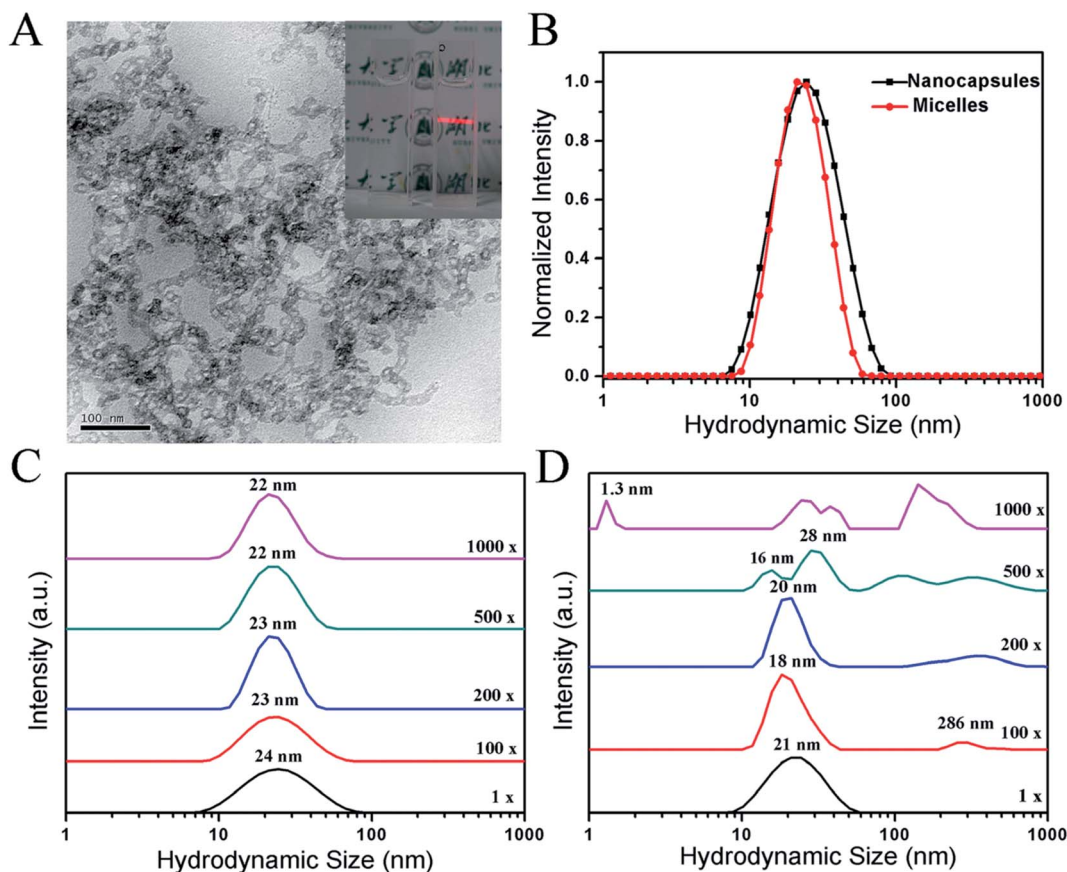 A
100 nm
大 学
湖 北
B
Normalized Intensity
1.0
0.8
0.6
0.4
0.2
0.0
Nanocapsules
Micelles
1
10
100
1000
Hydrodynamic Size (nm)
C
Intensity (a.u.)
22 nm
1000 x
22 nm
500 x
23 nm
200 x
23 nm
100 x
24 nm
1 x
1
10
100
1000
Hydrodynamic Size (nm)
D
Intensity (a.u.)
1.3 nm
1000 x
28 nm
16 nm
500 x
20 nm
200 x
18 nm
286 nm
100 x
21 nm
1 x
1
10
100
1000
Hydrodynamic Size (nm)